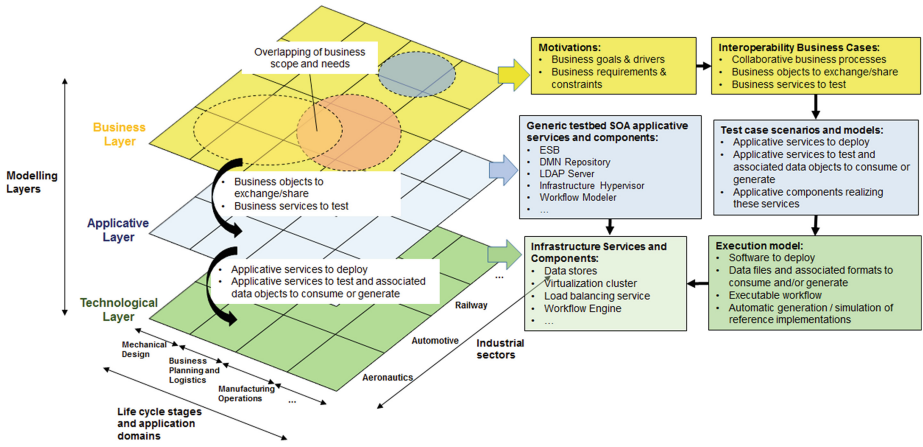 Overlapping of business
scope and needs
Business
Layer
Modelling
Layers
• Business objects to
exchange/share
• Business services to test
Applicative
Layer
• Applicative services to deploy
• Applicative services to test and associated
data objects to consume or generate
Technological
Layer
Mechanical
Design
Business
Planning and
Logistics
Manufacturing
Operations
...
Life cycle stages
and application
domains
...
Railway
Automotive
Aeronautics
Industrial
sectors
Motivations:
• Business goals & drivers
• Business requirements &
constraints
Interoperability Business Cases:
• Collaborative business processes
• Business objects to exchange/share
• Business services to test
Generic testbed SOA applicative
services and components:
• ESB
• DMN Repository
• LDAP Server
• Infrastructure Hypervisor
• Workflow Modeler
• ...
Test case scenarios and models:
• Applicative services to deploy
• Applicative services to test and
associated data objects to consume or
generate
• Applicative components realizing
these services
Infrastructure Services and
Components:
• Data stores
• Virtualization cluster
• Load balancing service
• Workflow Engine
• ...
Execution model:
• Software to deploy
• Data files and associated formats to
consume and/or generate
• Executable workflow
• Automatic generation / simulation of
reference implementations